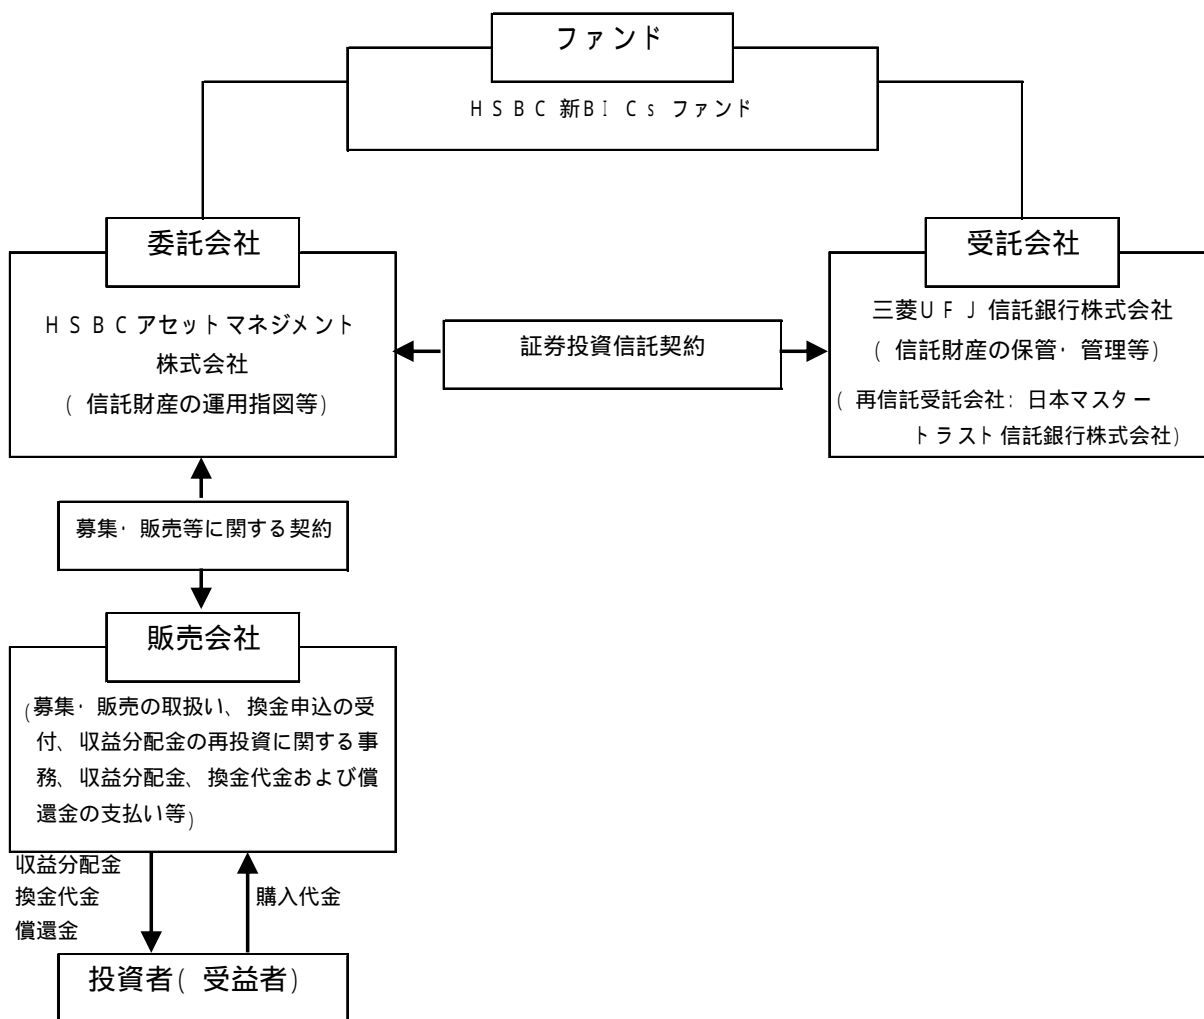 ファンド
HSBC 新BICs ファンド
委託会社
HSBCアセットマネジメント
株式会社
(信託財産の運用指図等)
証券投資信託契約
受託会社
三菱UFJ信託銀行株式会社
(信託財産の保管・管理等)
(再信託受託会社:日本マスター
トラスト信託銀行株式会社)
募集・販売等に関する契約
販売会社
(募集・販売の取扱い、換金申込の受
付、収益分配金の再投資に関する事
務、収益分配金、換金代金および償
還金の支払い等)
収益分配金
換金代金
償還金
購入代金
投資者(受益者)